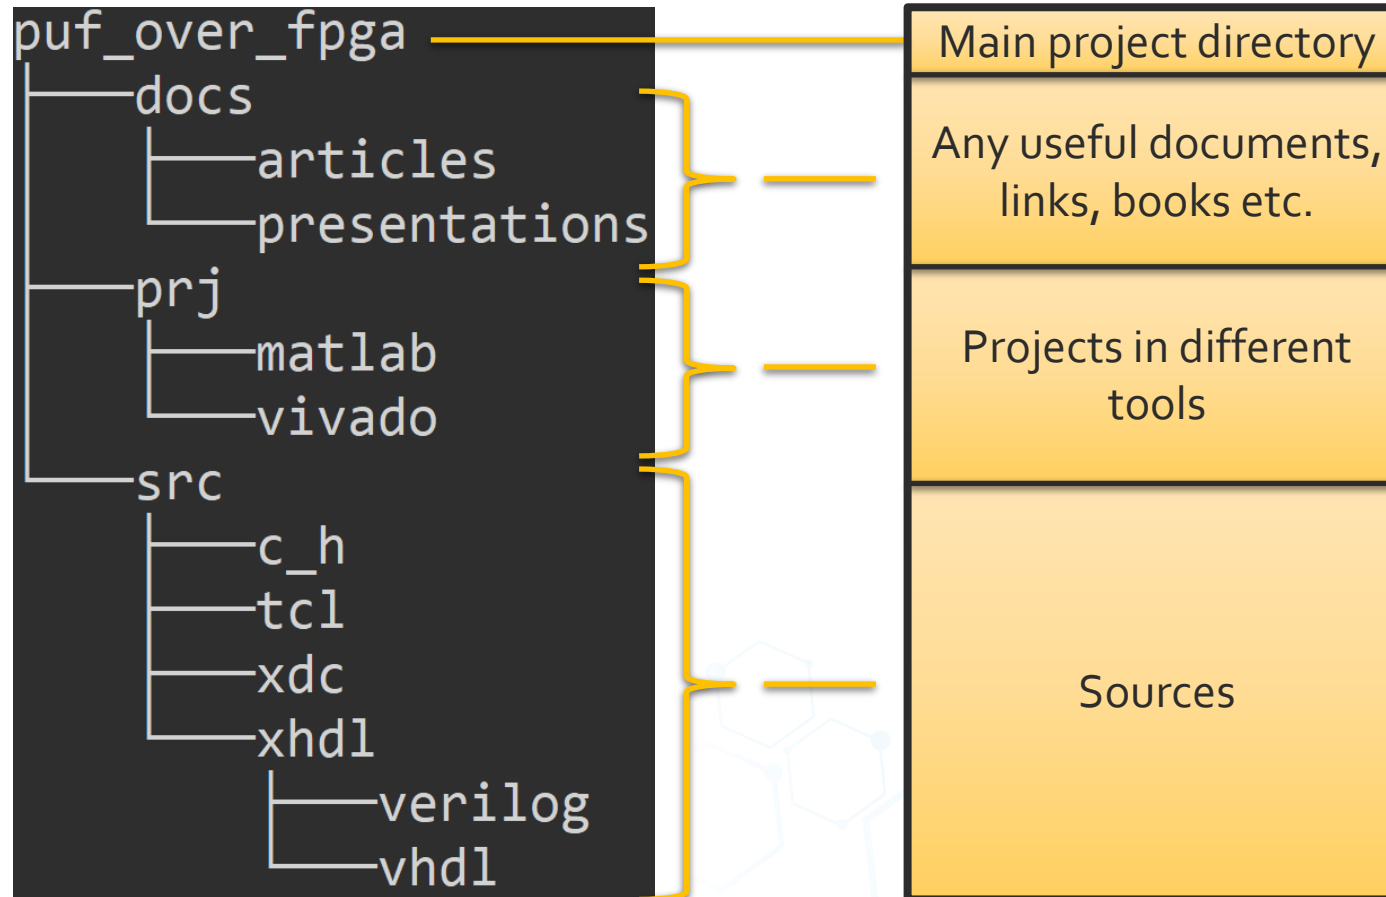 puf_over_fpga
docs
articles
presentations
prj
matlab
vivado
src
c_h
tcl
xdc
xhdl
verilog
vhdl
Main project directory
Any useful documents,
links, books etc.
Projects in different
tools
Sources